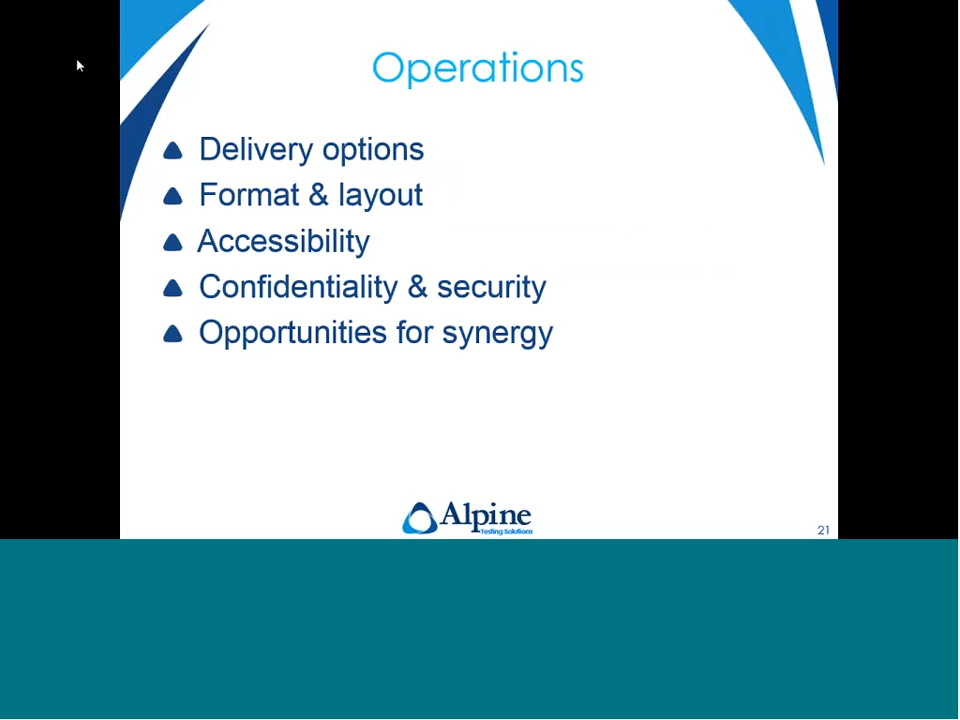 Operations
Delivery options
Format & layout
Accessibility
Confidentiality & security
Opportunities for synergy
Alpine
Testing Solutions
21